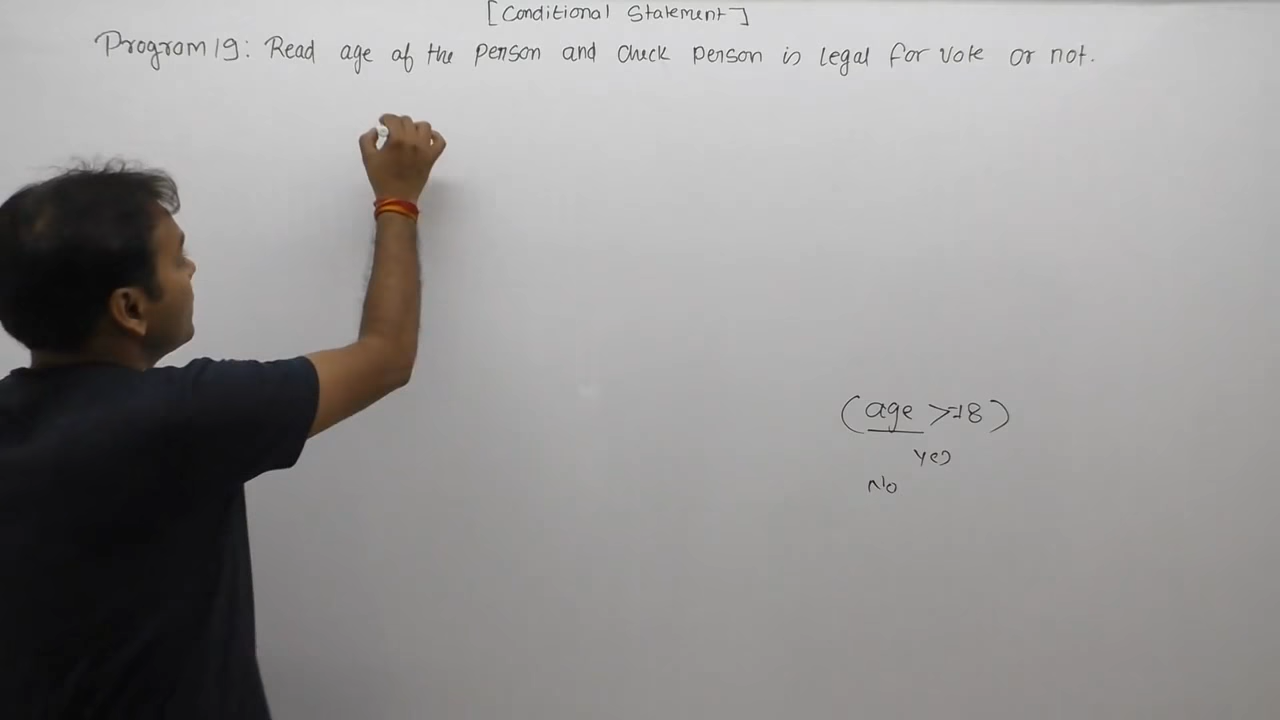 [Conditional Statement]
Program 19: Read age of the person and check person is legal for vote or not.
(age >=18)
Yes
No